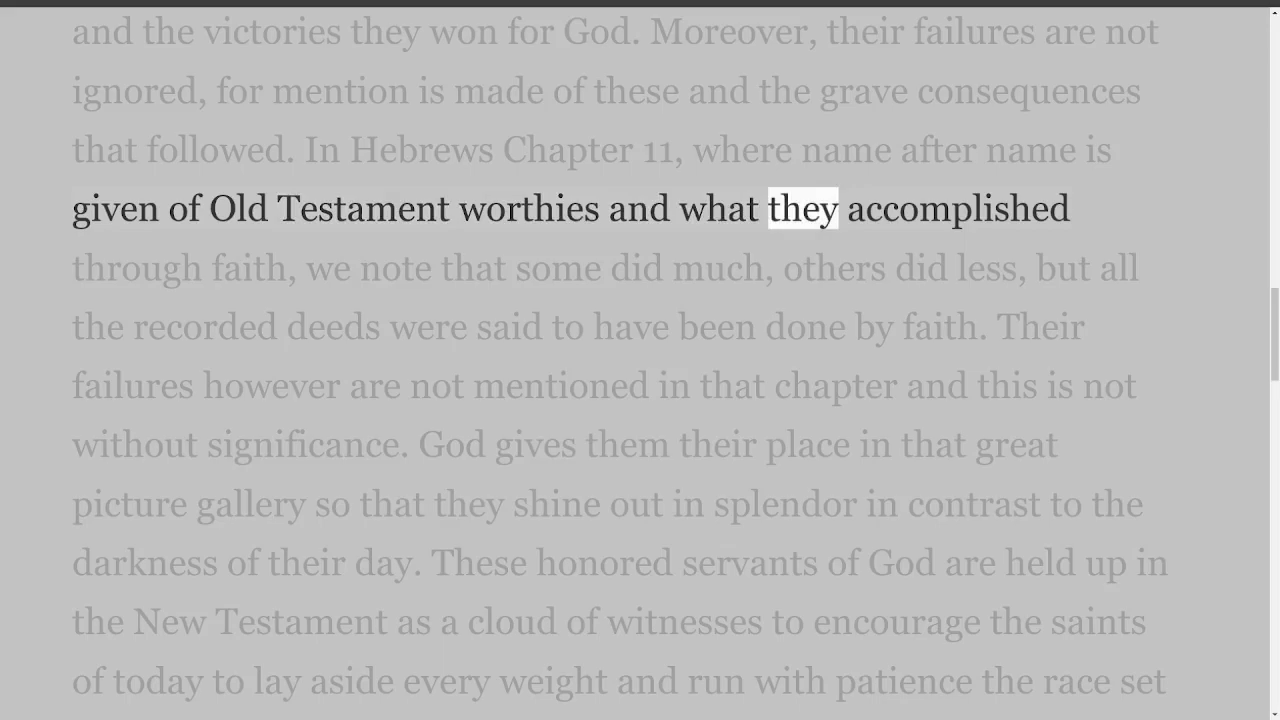 and the victories they won for God. Moreover, their failures are not
ignored, for mention is made of these and the grave consequences
that followed. In Hebrews Chapter 11, where name after name is
given of Old Testament worthies and what they accomplished
through faith, we note that some did much, others did less, but all
the recorded deeds were said to have been done by faith. Their
failures however are not mentioned in that chapter and this is not
without significance. God gives them their place in that great
picture gallery so that they shine out in splendor in contrast to the
darkness of their day. These honored servants of God are held up in
the New Testament as a cloud of witnesses to encourage the saints
of today to lay aside every weight and run with patience the race set